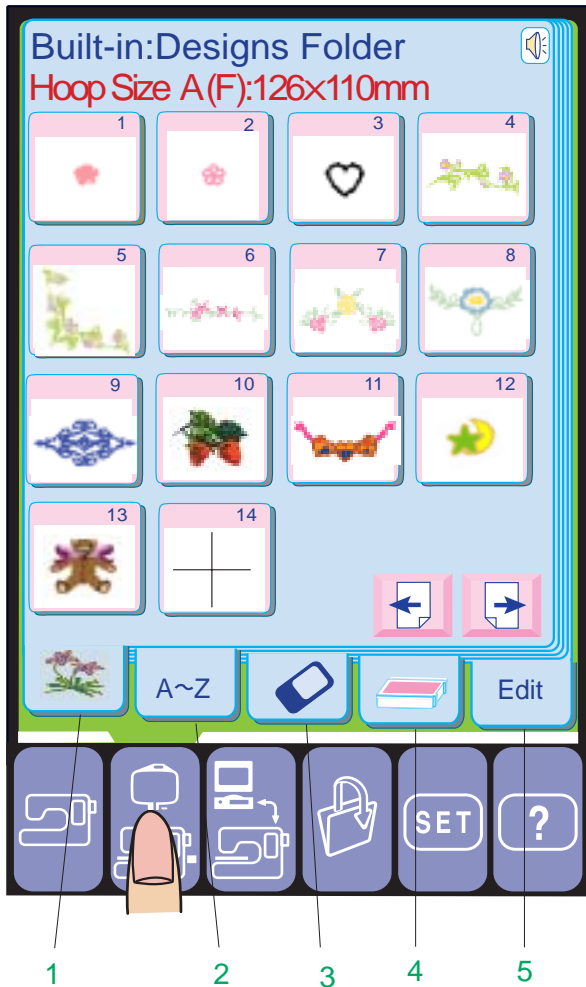 Built-in:Designs Folder
Hoop Size A (F):126×110mm
1 2 3 4
5 6 7 8
9 10 11 12
13 14
A~Z Edit
SET ?
1 2 3 4 5